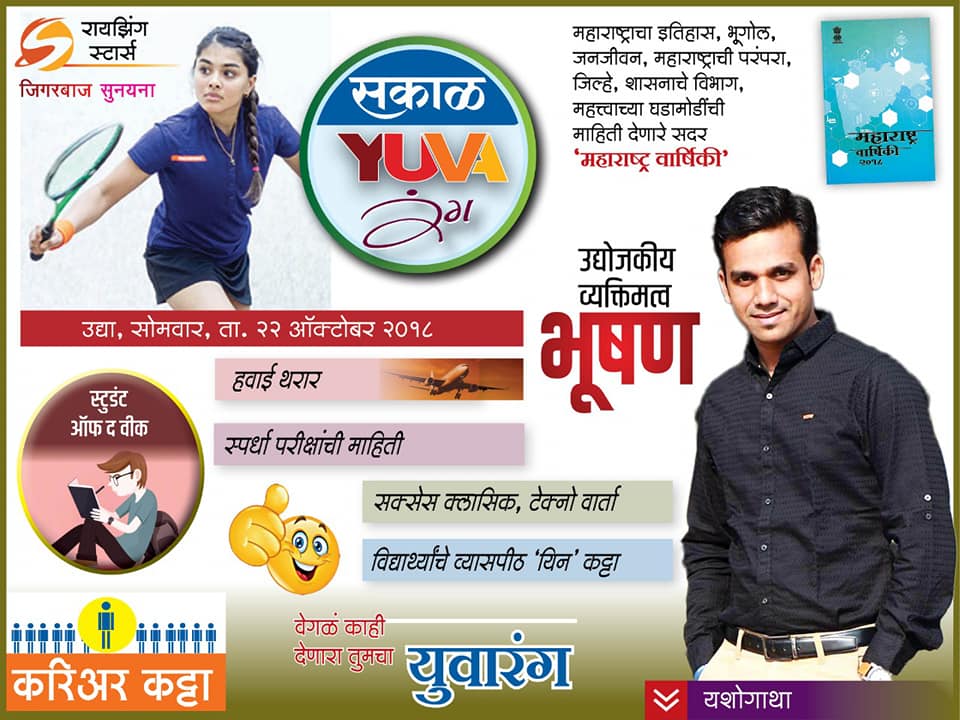 रायझिंग
स्टार्स
जिगरबाज सुनयना
सकाळ
YUVA
रंग
महाराष्ट्राचा इतिहास, भूगोल,
जनजीवन, महाराष्ट्राची परंपरा,
जिल्हे, शासनाचे विभाग,
महत्त्वाच्या घडामोडींची
माहिती देणारे सदर
‘महाराष्ट्र वार्षिकी’
महाराष्ट्र
वार्षिकी
२०१८
उद्योजकीय
व्यक्तिमत्व
भूषण
उद्या, सोमवार, ता. २२ ऑक्टोबर २०१८
हवाई थरार
स्टुडंट
ऑफ द वीक
स्पर्धा परीक्षांची माहिती
सक्सेस क्लासिक, टेक्नो वार्ता
विद्यार्थ्यांचे व्यासपीठ ‘यिन’ कट्टा
करिअर कट्टा
वेगळं काही
देणारा तुमचा
युवारंग
यशोगाथा